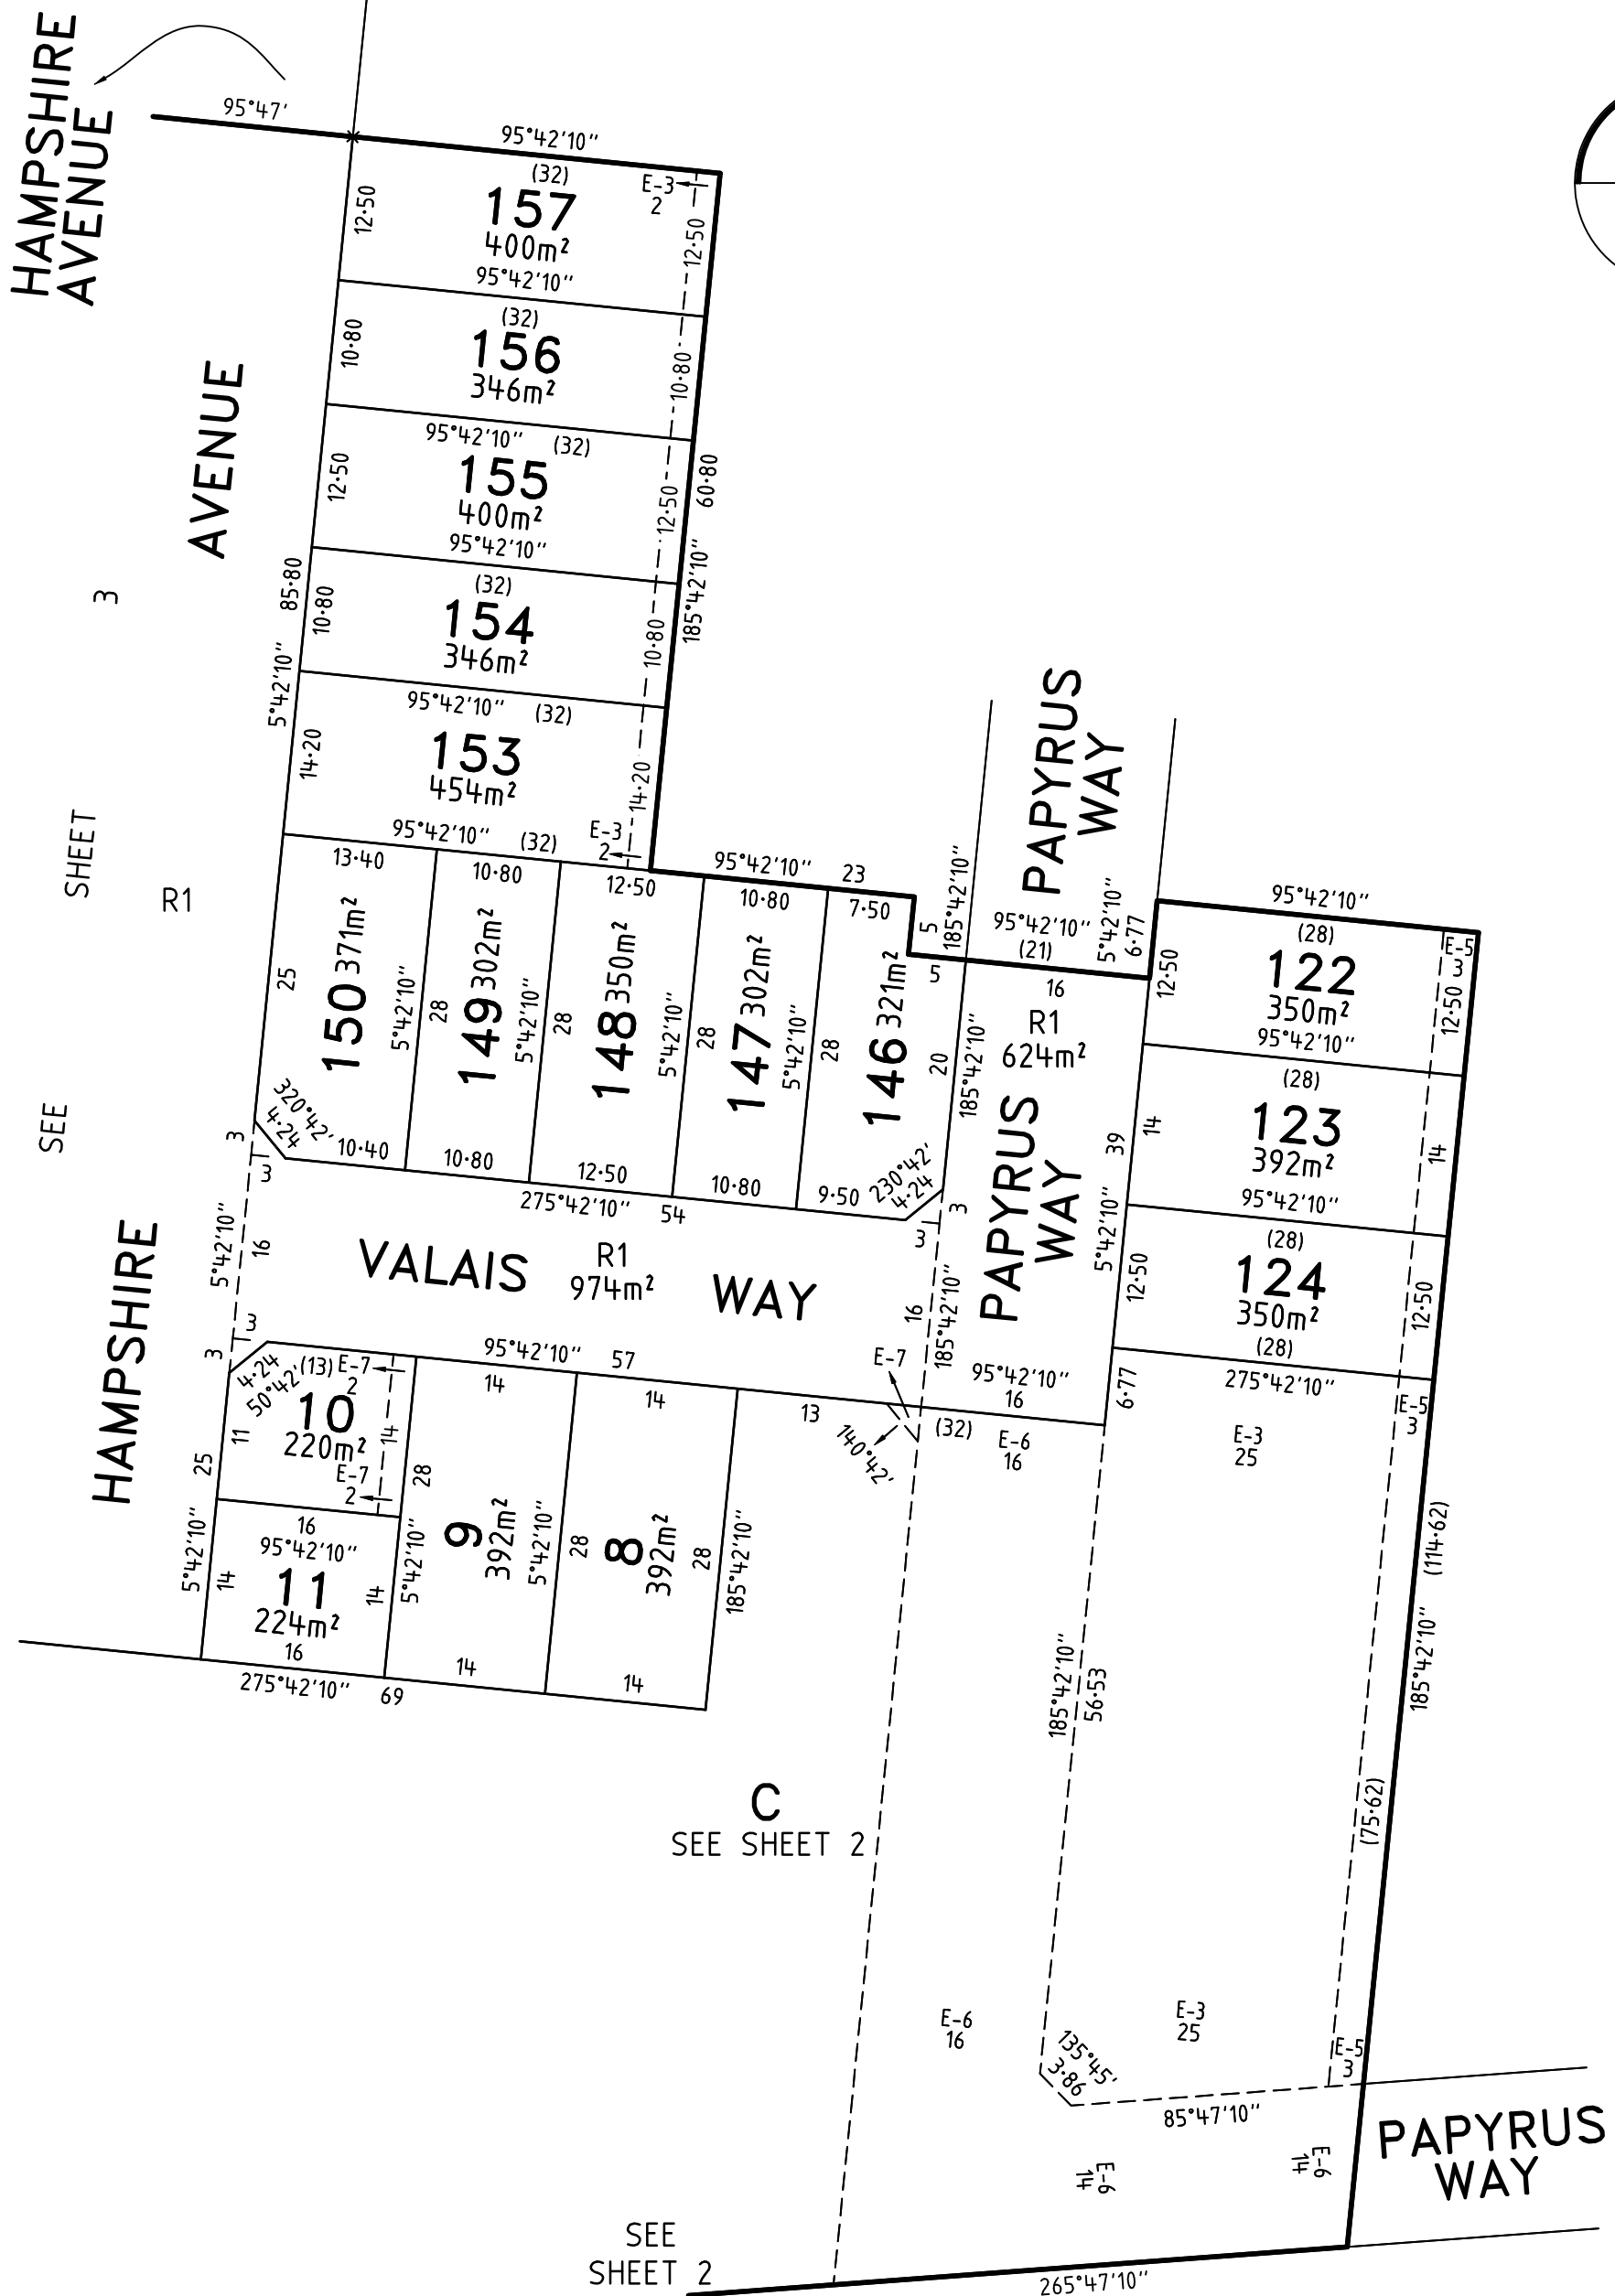 HAMPSHIRE
AVENUE
95°47'
95°42'10"
(32)
E-3
2
157
400m²
12·50
12·50
95°42'10"
(32)
156
346m²
10·80
10·80
95°42'10" (32)
155
400m²
12·50
12·50
60·80
95°42'10"
AVENUE
(32)
154
346m²
85·80
10·80
10·80
185°42'10"
3
5°42'10"
95°42'10" (32)
153
454m²
14·20
14·20
SHEET
R1
SEE
95°42'10" (32)
E-3
2
95°42'10" 23
13·40
10·80
12·50
10·80
7·50
5
185°42'10"
PAPYRUS
WAY
95°42'10"
(21)
5°42'10"
6·77
5
16
25
150 371m²
5°42'10"
28
149 302m²
5°42'10"
28
148 350m²
5°42'10"
28
147 302m²
5°42'10"
28
146 321m²
20
185°42'10"
R1
624m²
PAPYRUS
WAY
95°42'10"
(28)
E-5
3
122
350m²
12·50
12·50
95°42'10"
(28)
123
392m²
39
14
14
95°42'10"
(28)
124
350m²
(28)
5°42'10"
12·50
12·50
275°42'10"
6·77
320°42'
4·24
3
3
10·40
10·80
12·50
10·80
9·50
230°42'
4·24
3
3
275°42'10" 54
5°42'10"
16
VALAIS WAY
R1
974m²
16
185°42'10"
E-7
95°42'10"
16
HAMPSHIRE
3
3
4·24
50°42'
(13) E-7
2
95°42'10" 57
14
14
13
140°42'
(32)
E-6
16
E-3
25
E-5
3
10
220m²
11
14
25
E-7
2
28
16
95°42'10"
11
224m²
5°42'10"
14
14
5°42'10"
16
9
392m²
5°42'10"
28
14
8
392m²
28
185°42'10"
14
275°42'10" 69
185°42'10"
56·53
(114·62)
185°42'10"
(75·62)
C
SEE SHEET 2
E-6
16
E-3
25
E-5
3
135°45'
3·86
85°47'10"
E-6
14
E-6
14
PAPYRUS
WAY
SEE
SHEET 2
265°47'10"